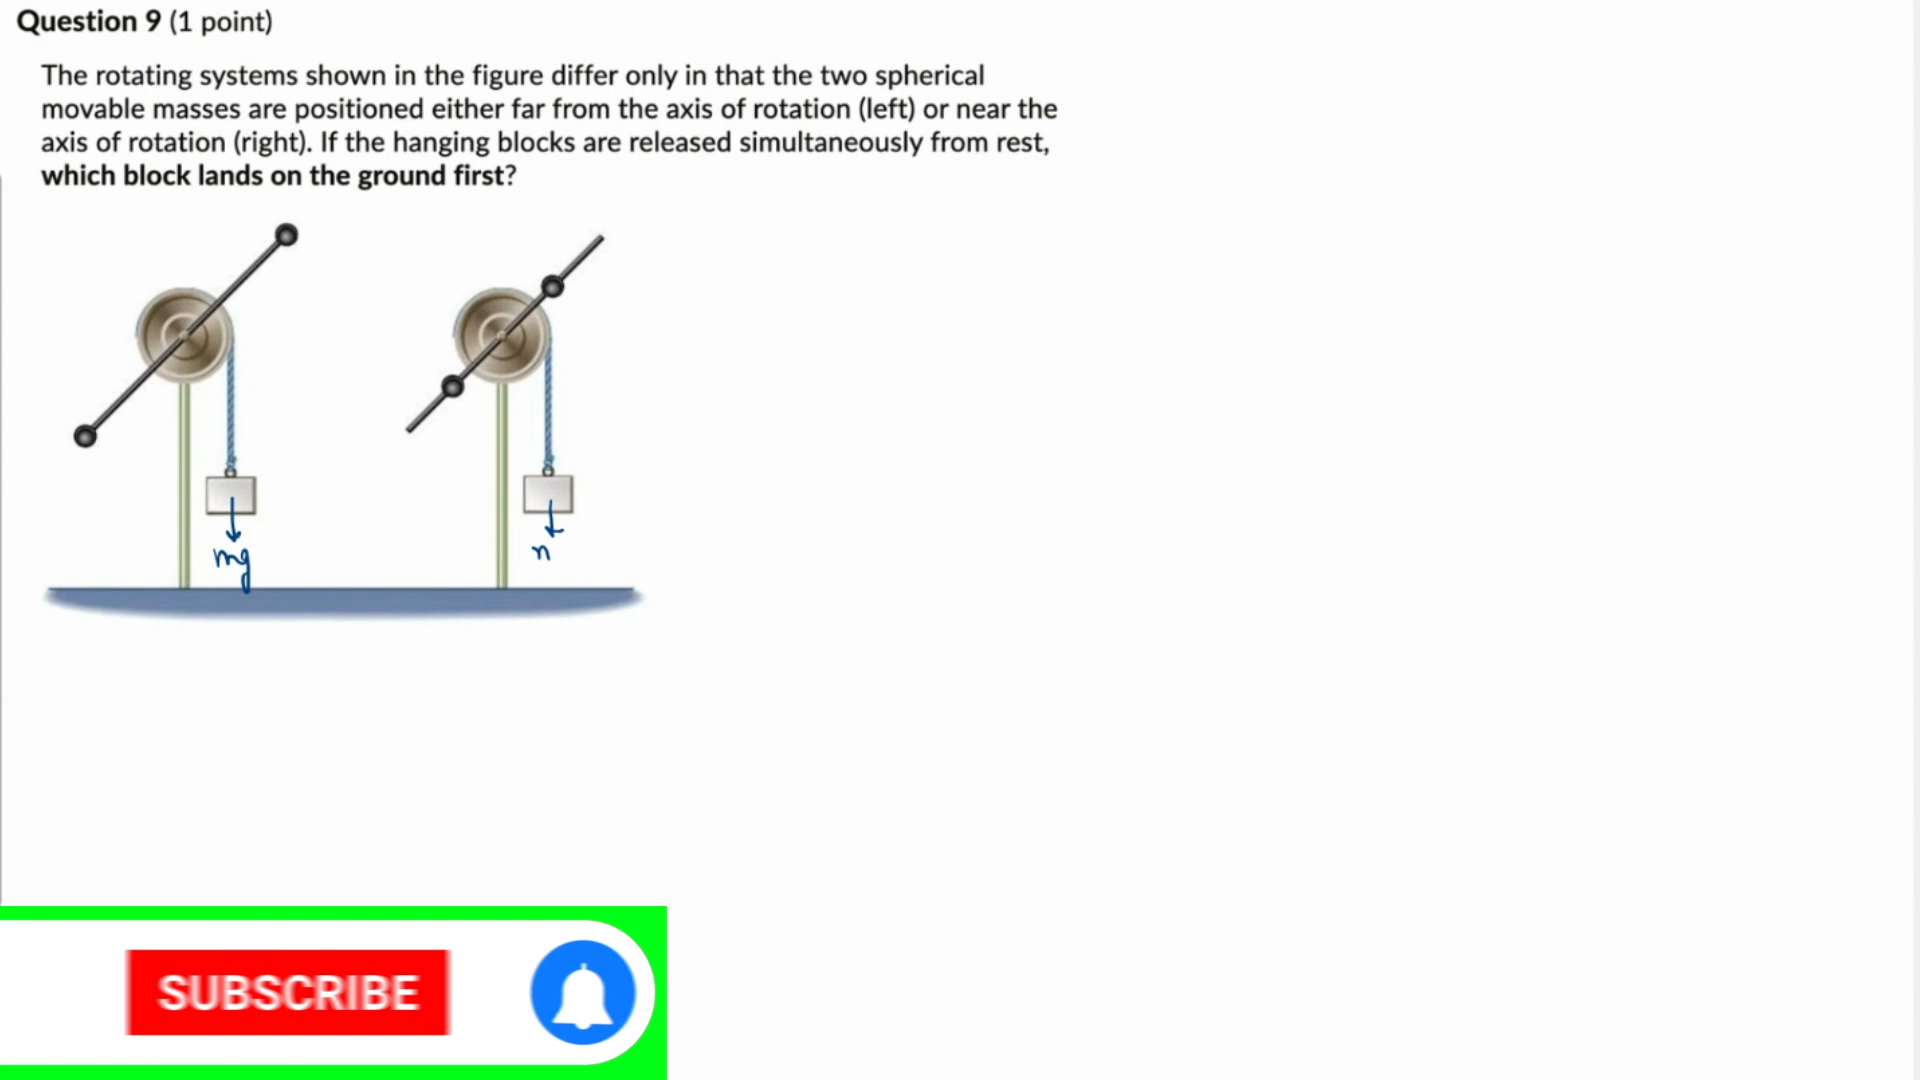 Question 9 (1 point)
The rotating systems shown in the figure differ only in that the two spherical
movable masses are positioned either far from the axis of rotation (left) or near the
axis of rotation (right). If the hanging blocks are released simultaneously from rest,
which block lands on the ground first?
mg
n
SUBSCRIBE